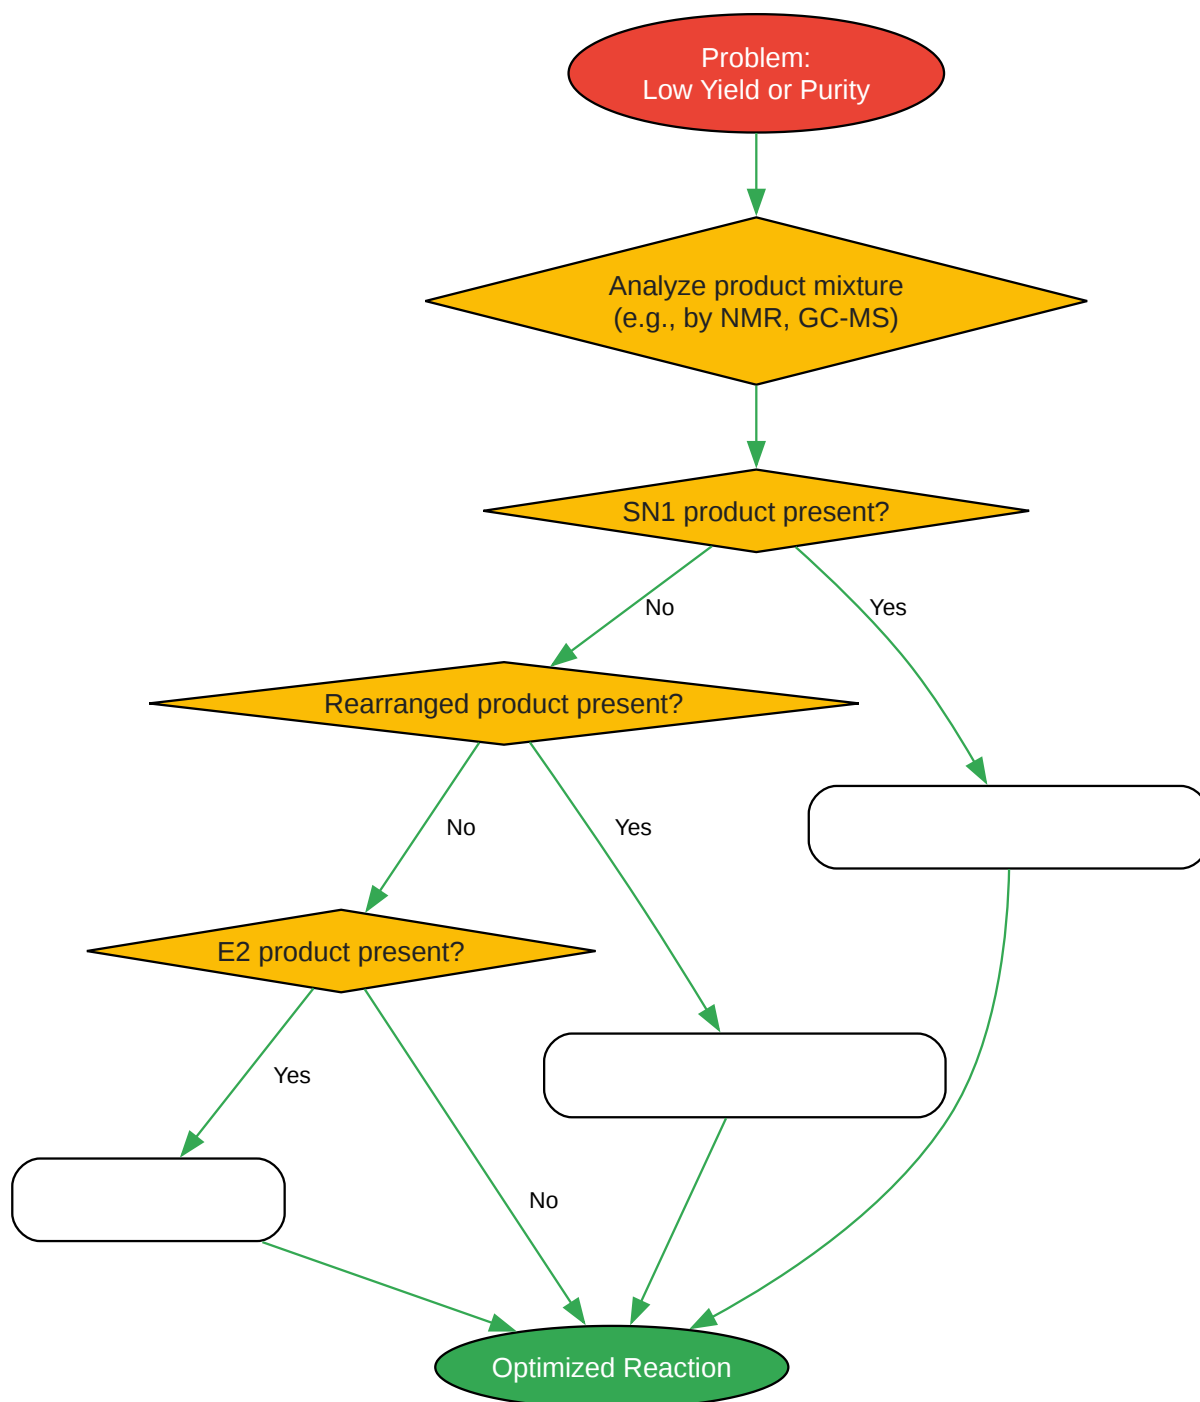 Problem:
Low Yield or Purity
Analyze product mixture
(e.g., by NMR, GC-MS)
SN1 product present?
No
Yes
Rearranged product present?
No
Yes
E2 product present?
Yes
No
Optimized Reaction